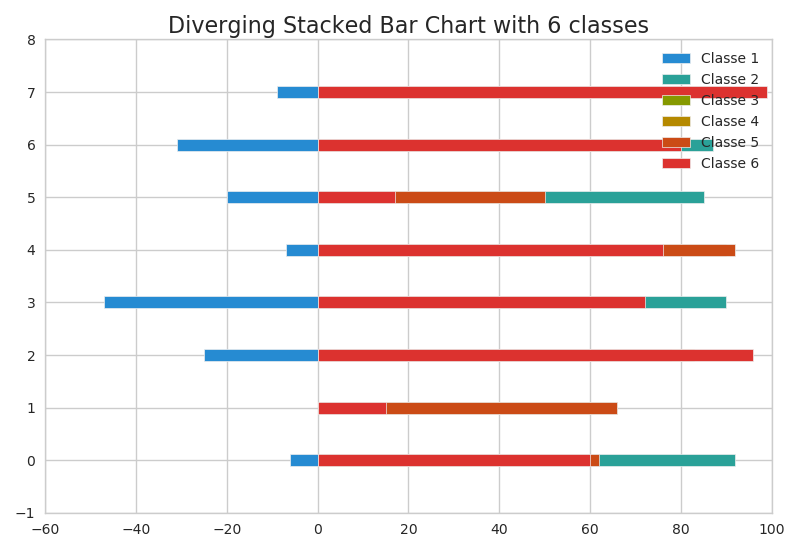 Diverging Stacked Bar Chart with 6 classes
8
7
6
5
4
3
2
1
0
−1
Classe 1
Classe 2
Classe 3
Classe 4
Classe 5
Classe 6
−60 −40 −20 0 20 40 60 80 100